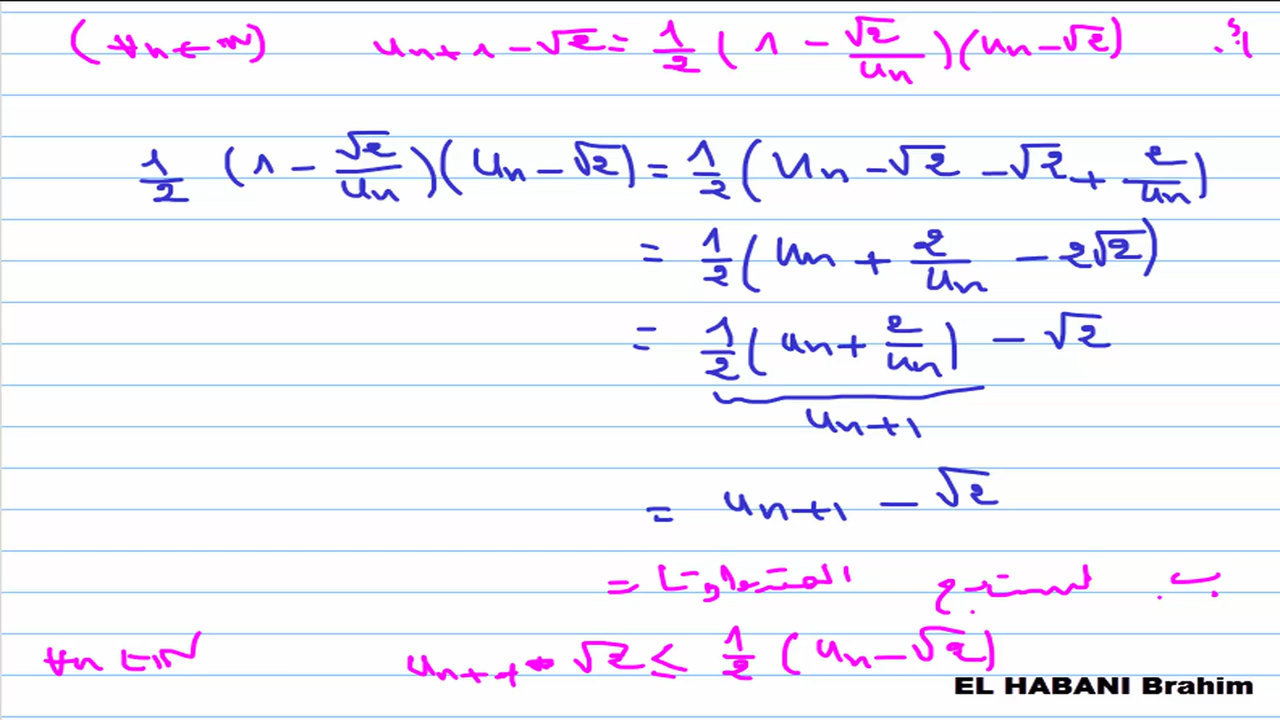 أ. (∀n ∈ ℕ) u_{n+1} − √2 = 1/2 (1 − √2/u_n)(u_n − √2)
1/2 (1 − √2/u_n)(u_n − √2) = 1/2 (u_n − √2 − √2 + 2/u_n)
= 1/2 (u_n + 2/u_n − 2√2)
= 1/2 (u_n + 2/u_n) − √2
u_{n+1}
= u_{n+1} − √2
ب. استنتج المتفاوتة =
∀n ∈ ℕ u_{n+1} − √2 ≤ 1/2 (u_n − √2)
EL HABANI Brahim